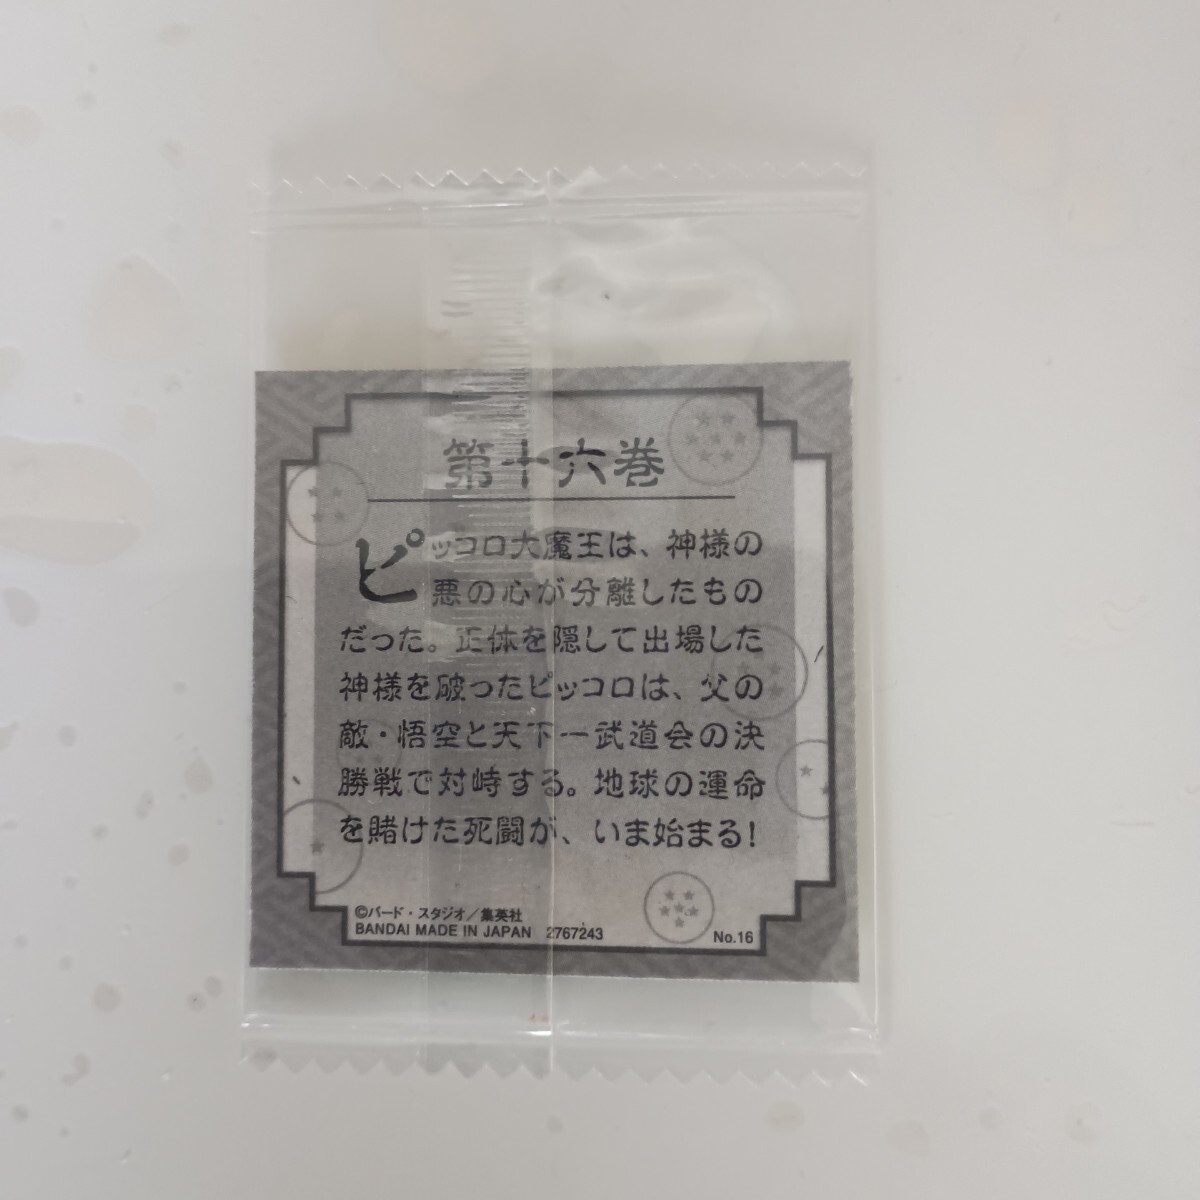 第十六巻
ピッコロ大魔王は、神様の
悪の心が分離したもの
だった。正体を隠して出場した
神様を破ったピッコロは、父の
敵・悟空と天下一武道会の決
勝戦で対峙する。地球の運命
を賭けた死闘が、いま始まる!
©バード・スタジオ／集英社
BANDAI MADE IN JAPAN 2767243
No.16